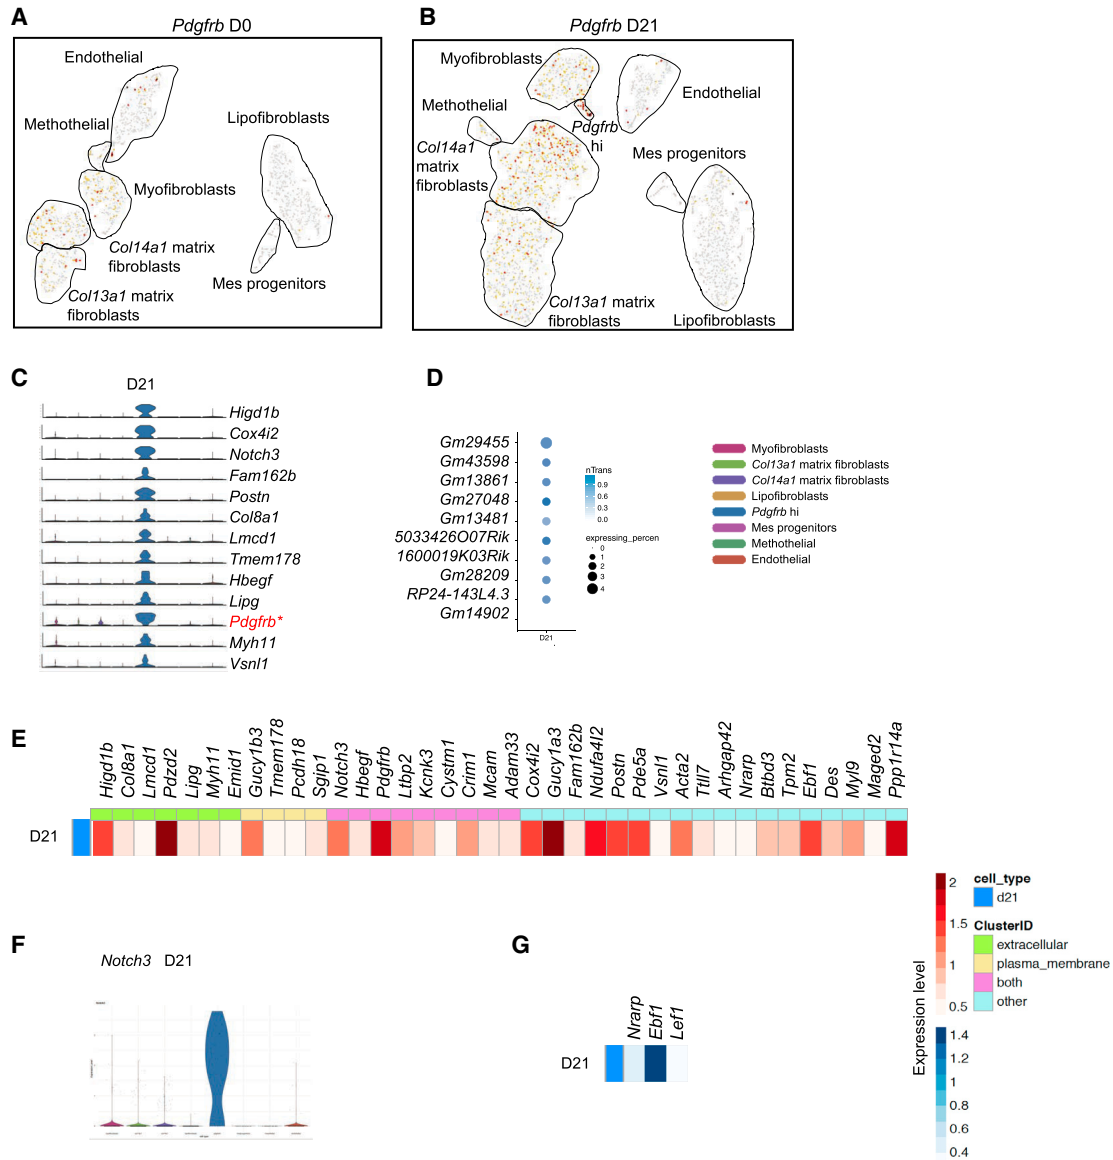 A
Pdgfrb D0
Endothelial
Methothelial
Lipofibroblasts
Myofibroblasts
Col14a1 matrix
fibroblasts
Mes progenitors
Col13a1 matrix
fibroblasts
B
Pdgfrb D21
Myofibroblasts
Endothelial
Methothelial
Pdgfrb
hi
Col14a1
matrix
fibroblasts
Mes progenitors
Col13a1 matrix
fibroblasts
Lipofibroblasts
C
D21
Higd1b
Cox4i2
Notch3
Fam162b
Postn
Col8a1
Lmcd1
Tmem178
Hbegf
Lipg
Pdgfrb*
Myh11
Vsnl1
D
Gm29455
Gm43598
Gm13861
Gm27048
Gm13481
5033426O07Rik
1600019K03Rik
Gm28209
RP24-143L4.3
Gm14902
D21
nTrans
0.9
0.6
0.3
0.0
expressing_percen
0
1
2
3
4
Myofibroblasts
Col13a1 matrix fibroblasts
Col14a1 matrix fibroblasts
Lipofibroblasts
Pdgfrb hi
Mes progenitors
Methothelial
Endothelial
E
Higd1b
Col8a1
Lmcd1
Pdzd2
Lipg
Myh11
Emid1
Gucy1b3
Tmem178
Pcdh18
Sgip1
Notch3
Hbegf
Pdgfrb
Ltbp2
Kcnk3
Cystm1
Crim1
Mcam
Adam33
Cox4i2
Gucy1a3
Fam162b
Ndufa4l2
Postn
Pde5a
Vsnl1
Acta2
Ttll7
Arhgap42
Nrarp
Btbd3
Tpm2
Ebf1
Des
Myl9
Maged2
Ppp1r14a
D21
F
Notch3 D21
G
Nrarp
Ebf1
Lef1
D21
Expression level
2
1.5
1
0.5
1.4
1.2
1
0.8
0.6
0.4
cell_type
d21
ClusterID
extracellular
plasma_membrane
both
other